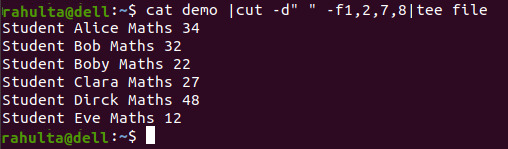 rahulta@dell:~$ cat demo |cut -d" " -f1,2,7,8|tee file
Student Alice Maths 34
Student Bob Maths 32
Student Boby Maths 22
Student Clara Maths 27
Student Dirck Maths 48
Student Eve Maths 12
rahulta@dell:~$